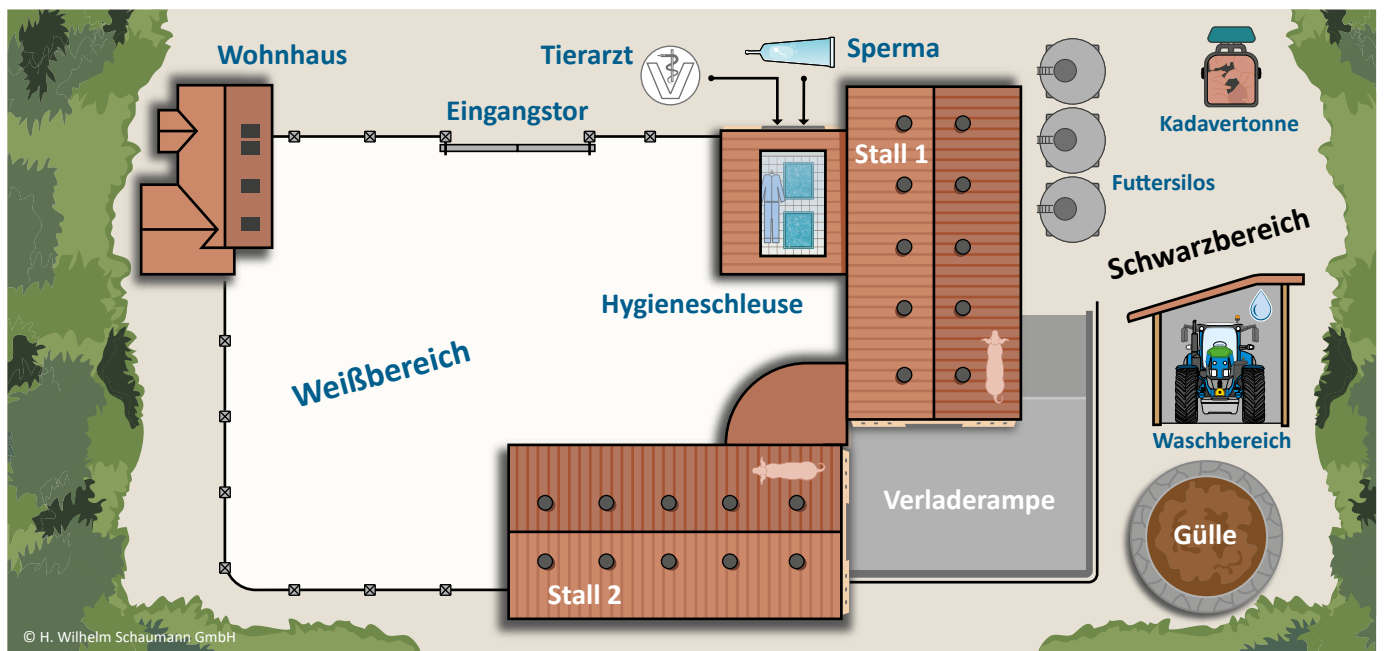 Wohnhaus
Tierarzt
Sperma
Eingangstor
Kadavertonne
Stall 1
Futtersilos
Schwarzbereich
Hygieneschleuse
Weißbereich
Waschbereich
Verladerampe
Gülle
Stall 2
© H. Wilhelm Schaumann GmbH